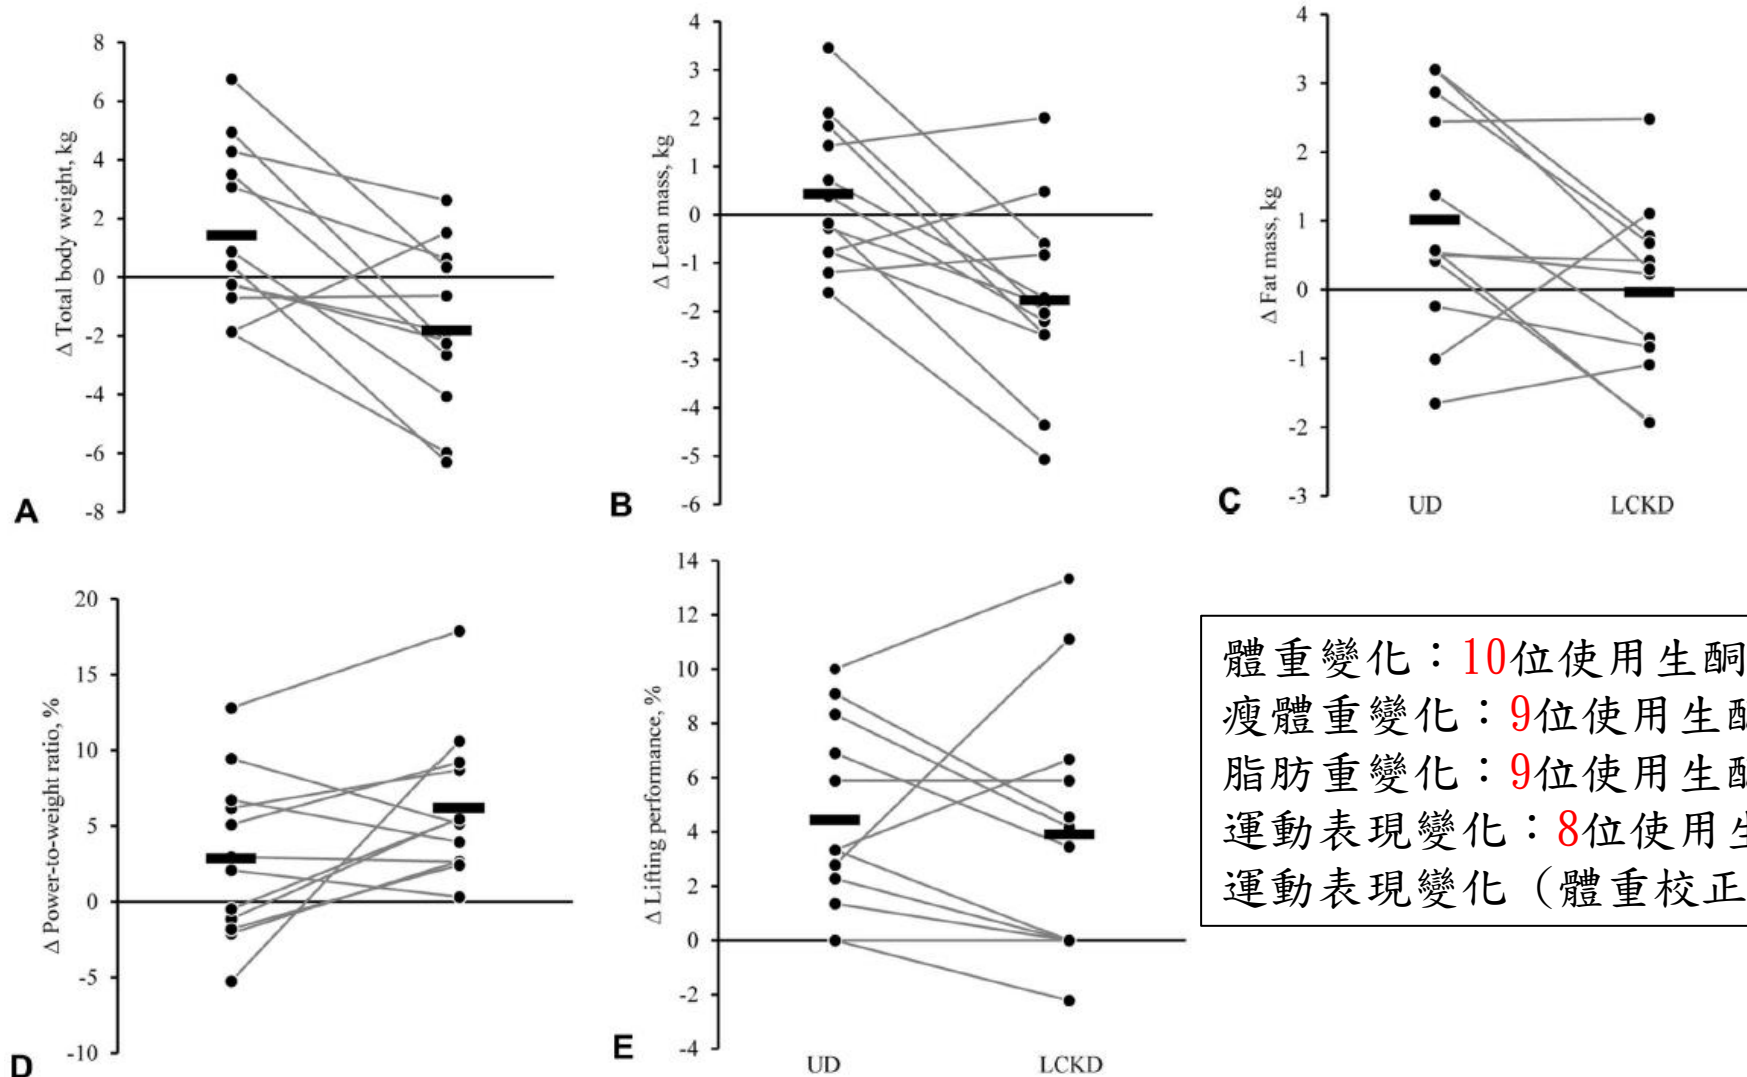 Δ Total body weight, kg
8
6
4
2
0
-2
-4
-6
-8
A
Δ Lean mass, kg
4
3
2
1
0
-1
-2
-3
-4
-5
-6
B
Δ Fat mass, kg
4
3
2
1
0
-1
-2
-3
C
UD LCKD
Δ Power-to-weight ratio, %
20
15
10
5
0
-5
-10
D
Δ Lifting performance, %
14
12
10
8
6
4
2
0
-2
-4
E
UD LCKD
體重變化：10位使用生酮
瘦體重變化：9位使用生
脂肪重變化：9位使用生
運動表現變化：8位使用
運動表現變化（體重校正